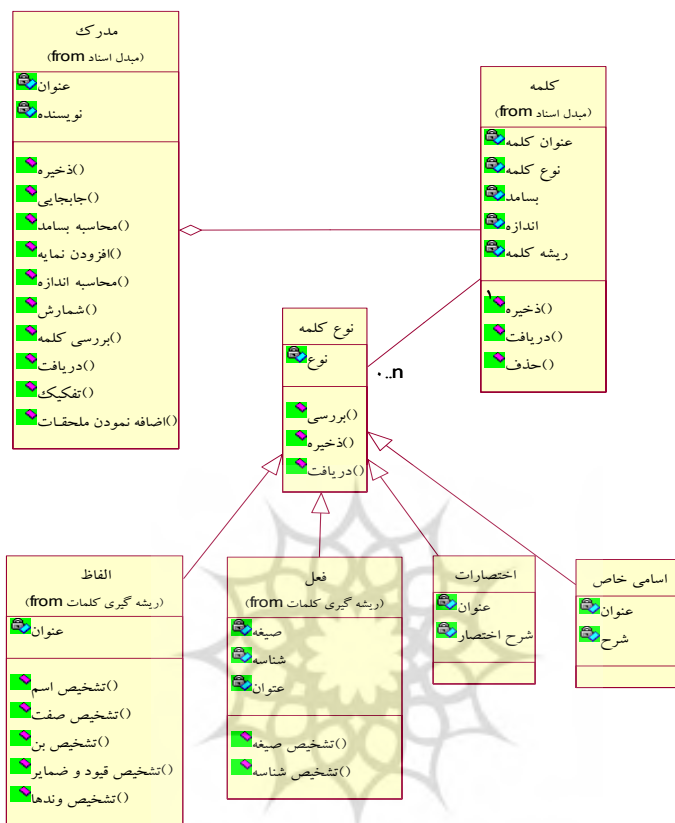 مدرک
(from مبدل اسناد)
عنوان
نویسنده
ذخیره()
جابجایی()
محاسبه بسامد()
افزودن نمایه()
محاسبه اندازه()
شمارش()
بررسی کلمه()
دریافت()
تفکیک()
اضافه نمودن ملحقات()
کلمه
(from مبدل اسناد)
عنوان کلمه
نوع کلمه
بسامد
اندازه
ریشه کلمه
۱
ذخیره()
دریافت()
حذف()
نوع کلمه
نوع
۰..n
بررسی()
ذخیره()
دریافت()
الفاظ
(from ریشه گیری کلمات)
عنوان
تشخیص اسم()
تشخیص صفت()
تشخیص بن()
تشخیص قیود و ضمایر()
تشخیص وندها()
فعل
(from ریشه گیری کلمات)
صیغه
شناسه
عتوان
تشخیص صیغه()
تشخیص شناسه()
اختصارات
عنوان
شرح اختصار
اسامی خاص
عنوان
شرح